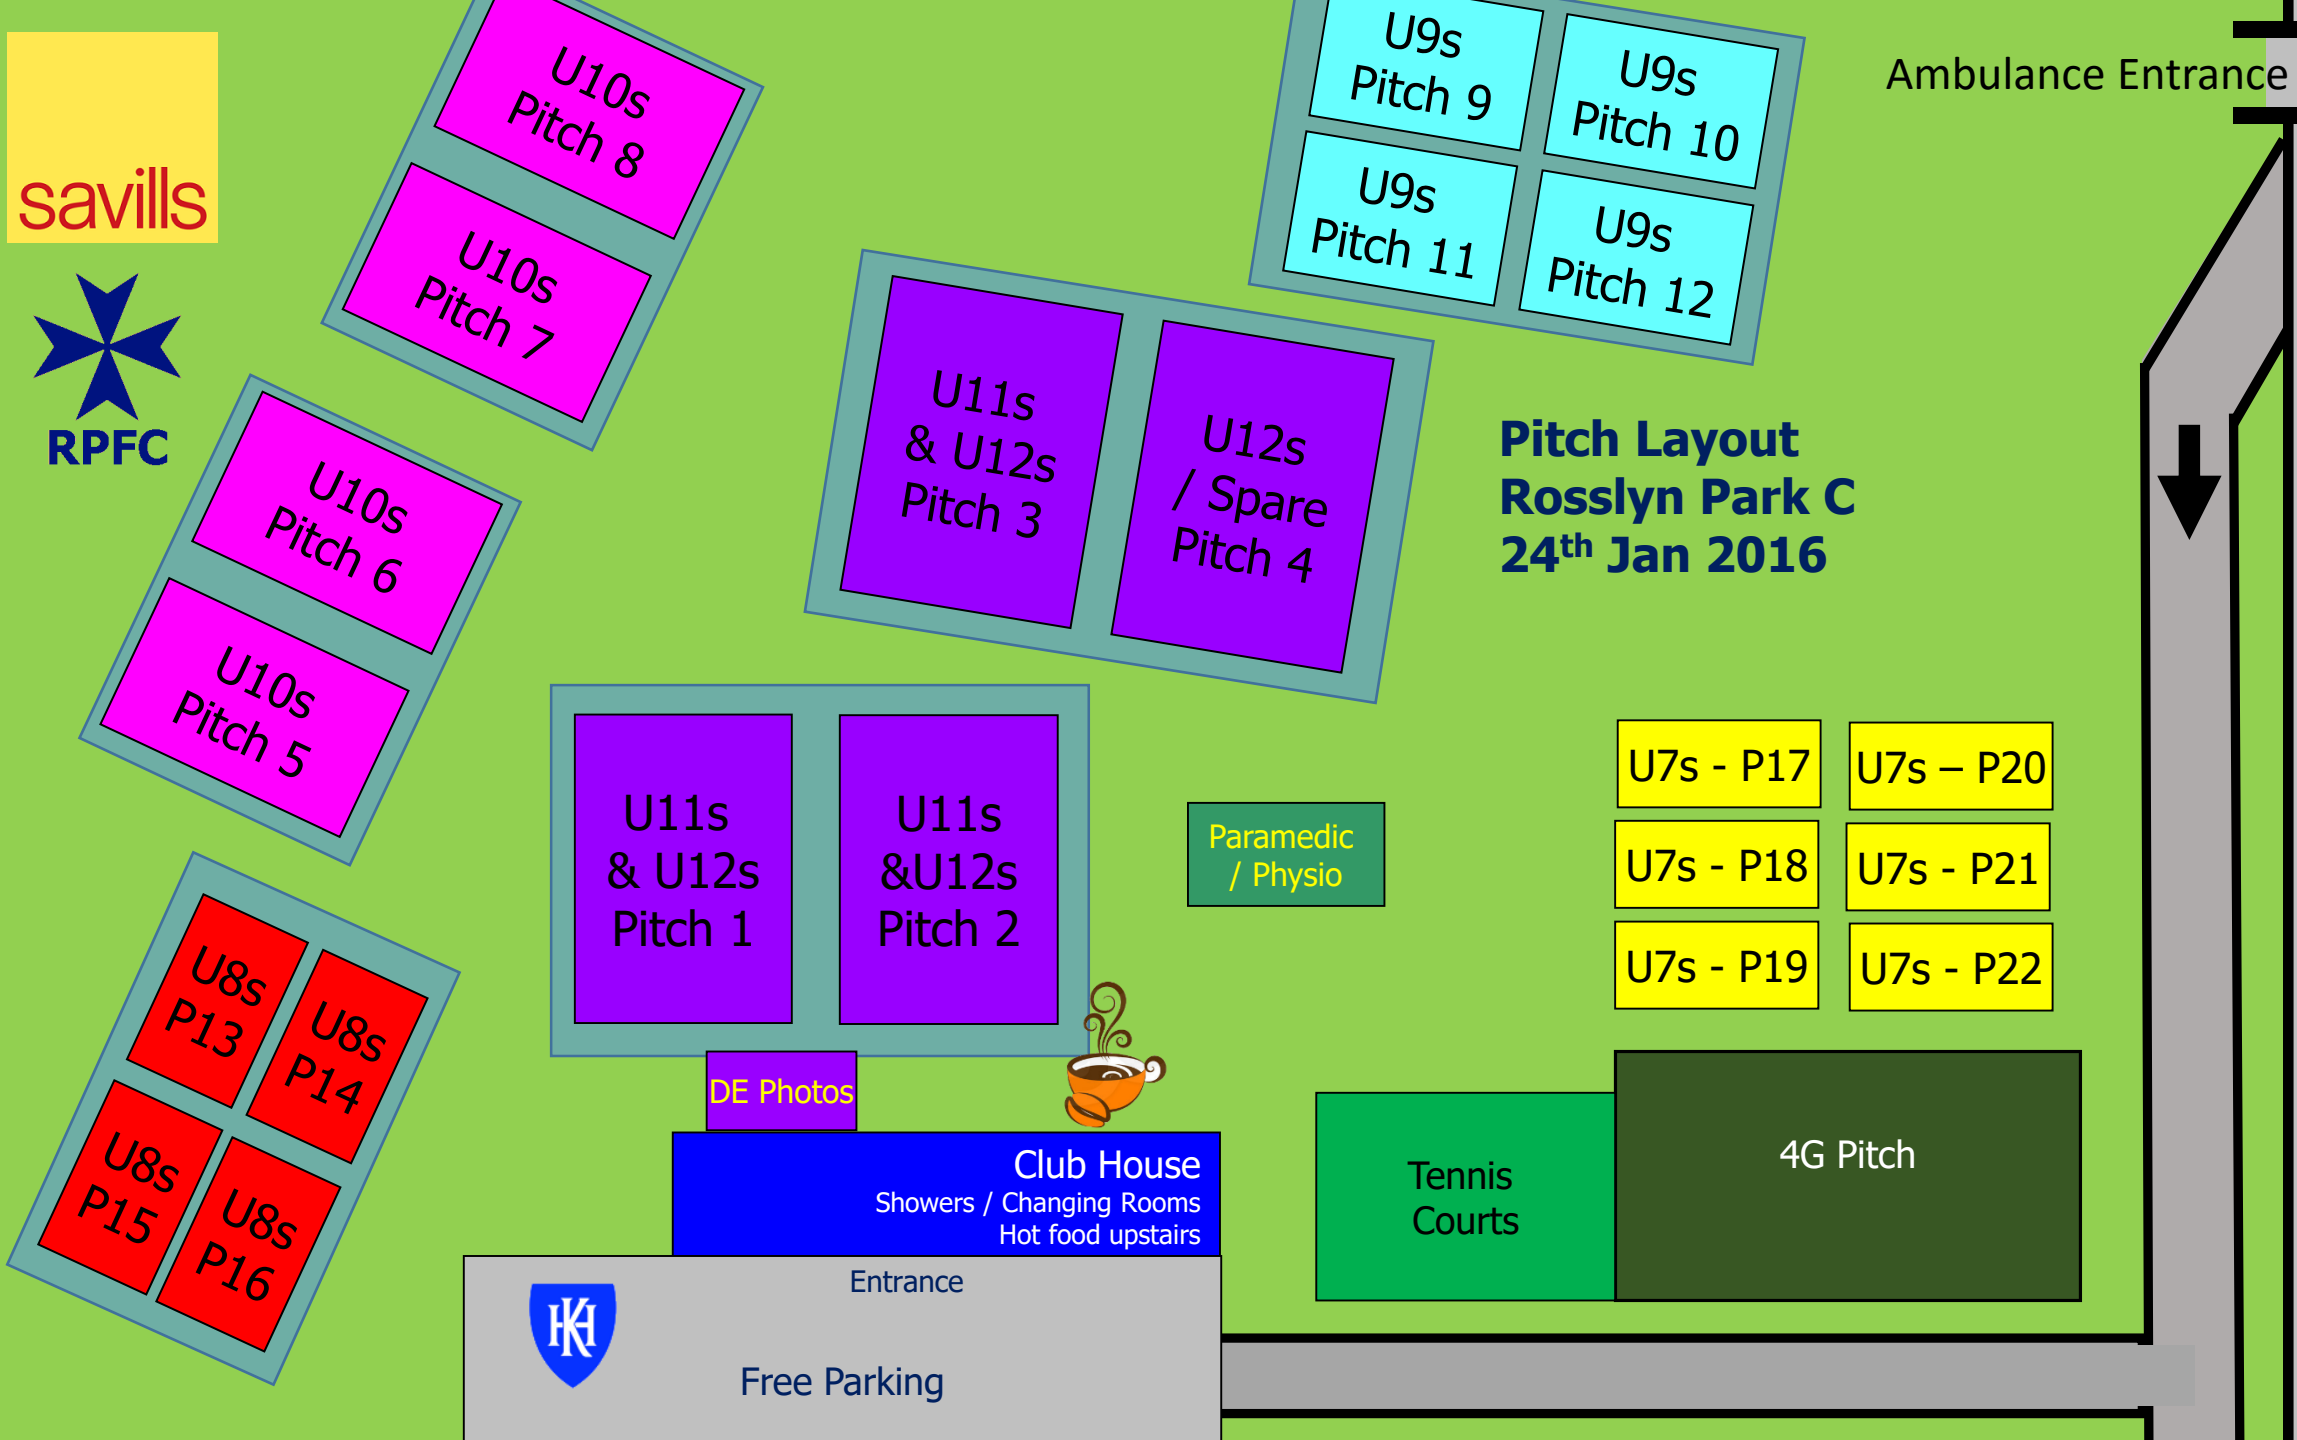 savills
RPFC
U10s
Pitch 8
U10s
Pitch 7
U10s
Pitch 6
U10s
Pitch 5
U9s
Pitch 9
U9s
Pitch 10
U9s
Pitch 11
U9s
Pitch 12
Ambulance Entrance
U11s
& U12s
Pitch 3
U12s
/ Spare
Pitch 4
Pitch Layout
Rosslyn Park C
24th Jan 2016
U11s
& U12s
Pitch 1
U11s
&U12s
Pitch 2
Paramedic
/ Physio
U7s - P17
U7s – P20
U7s - P18
U7s - P21
U7s - P19
U7s - P22
U8s
P13
U8s
P14
U8s
P15
U8s
P16
DE Photos
Club House
Showers / Changing Rooms
Hot food upstairs
Tennis
Courts
4G Pitch
Entrance
KH
Free Parking